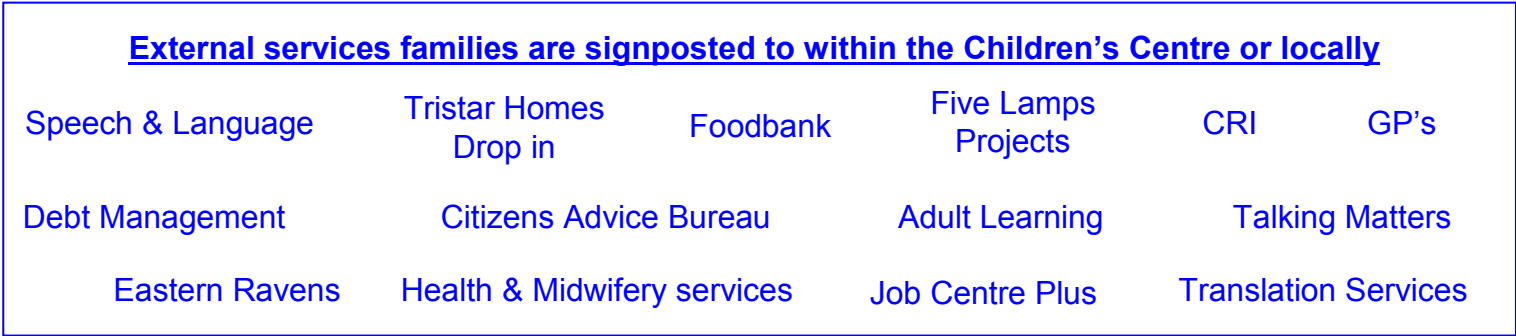 External services families are signposted to within the Children’s Centre or locally
Speech & Language
Tristar Homes
Drop in
Foodbank
Five Lamps
Projects
CRI
GP’s
Debt Management
Citizens Advice Bureau
Adult Learning
Talking Matters
Eastern Ravens
Health & Midwifery services
Job Centre Plus
Translation Services